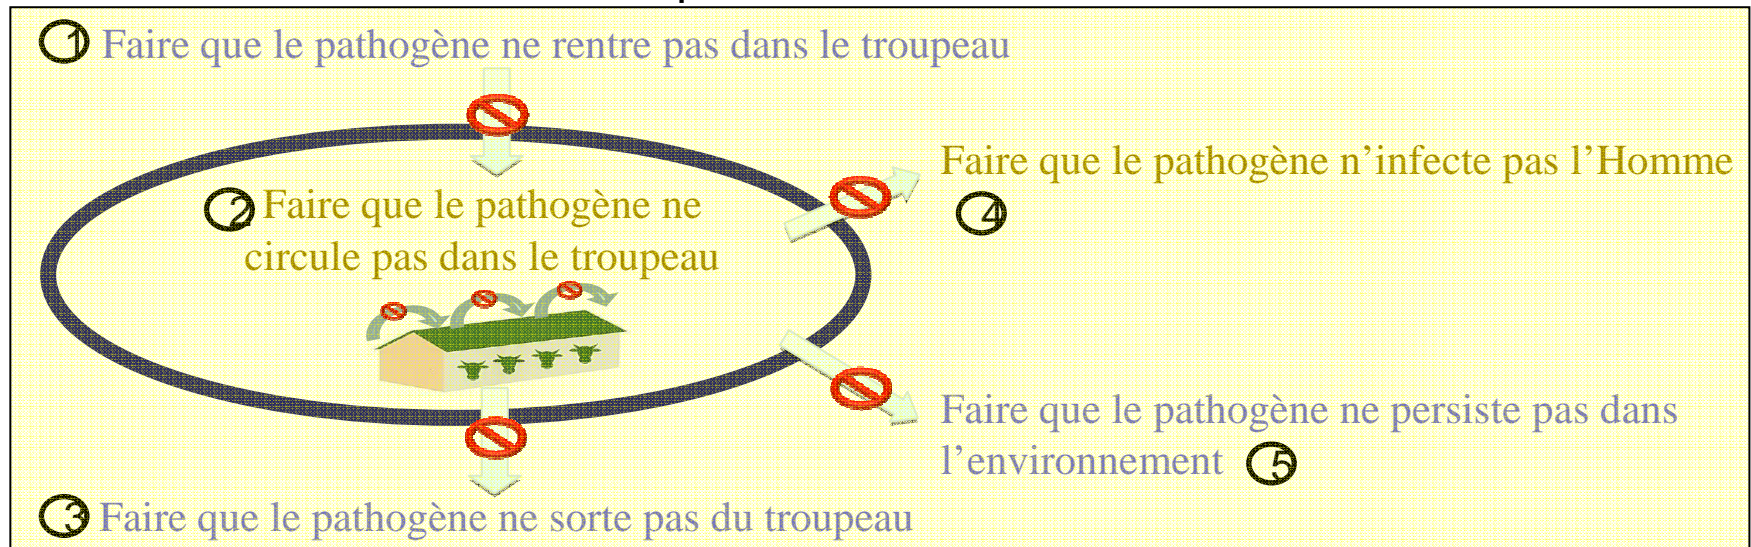 1 Faire que le pathogène ne rentre pas dans le troupeau
Faire que le pathogène n’infecte pas l’Homme
4
2 Faire que le pathogène ne
circule pas dans le troupeau
Faire que le pathogène ne persiste pas dans
l’environnement 5
3 Faire que le pathogène ne sorte pas du troupeau